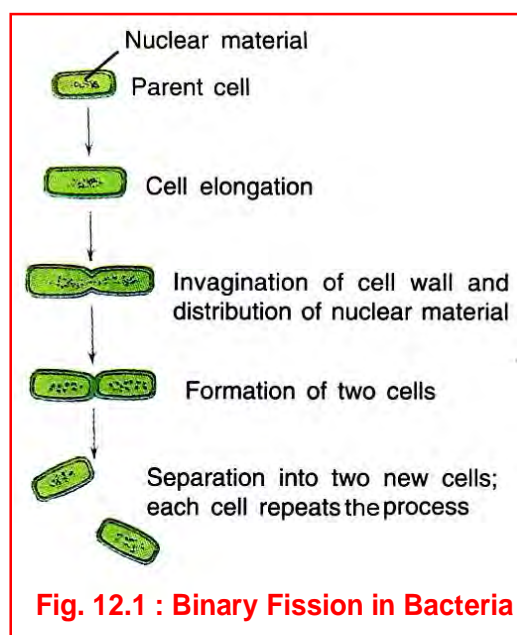 Nuclear material
Parent cell
Cell elongation
Invagination of cell wall and
distribution of nuclear material
Formation of two cells
Separation into two new cells;
each cell repeats the process
Fig. 12.1 : Binary Fission in Bacteria